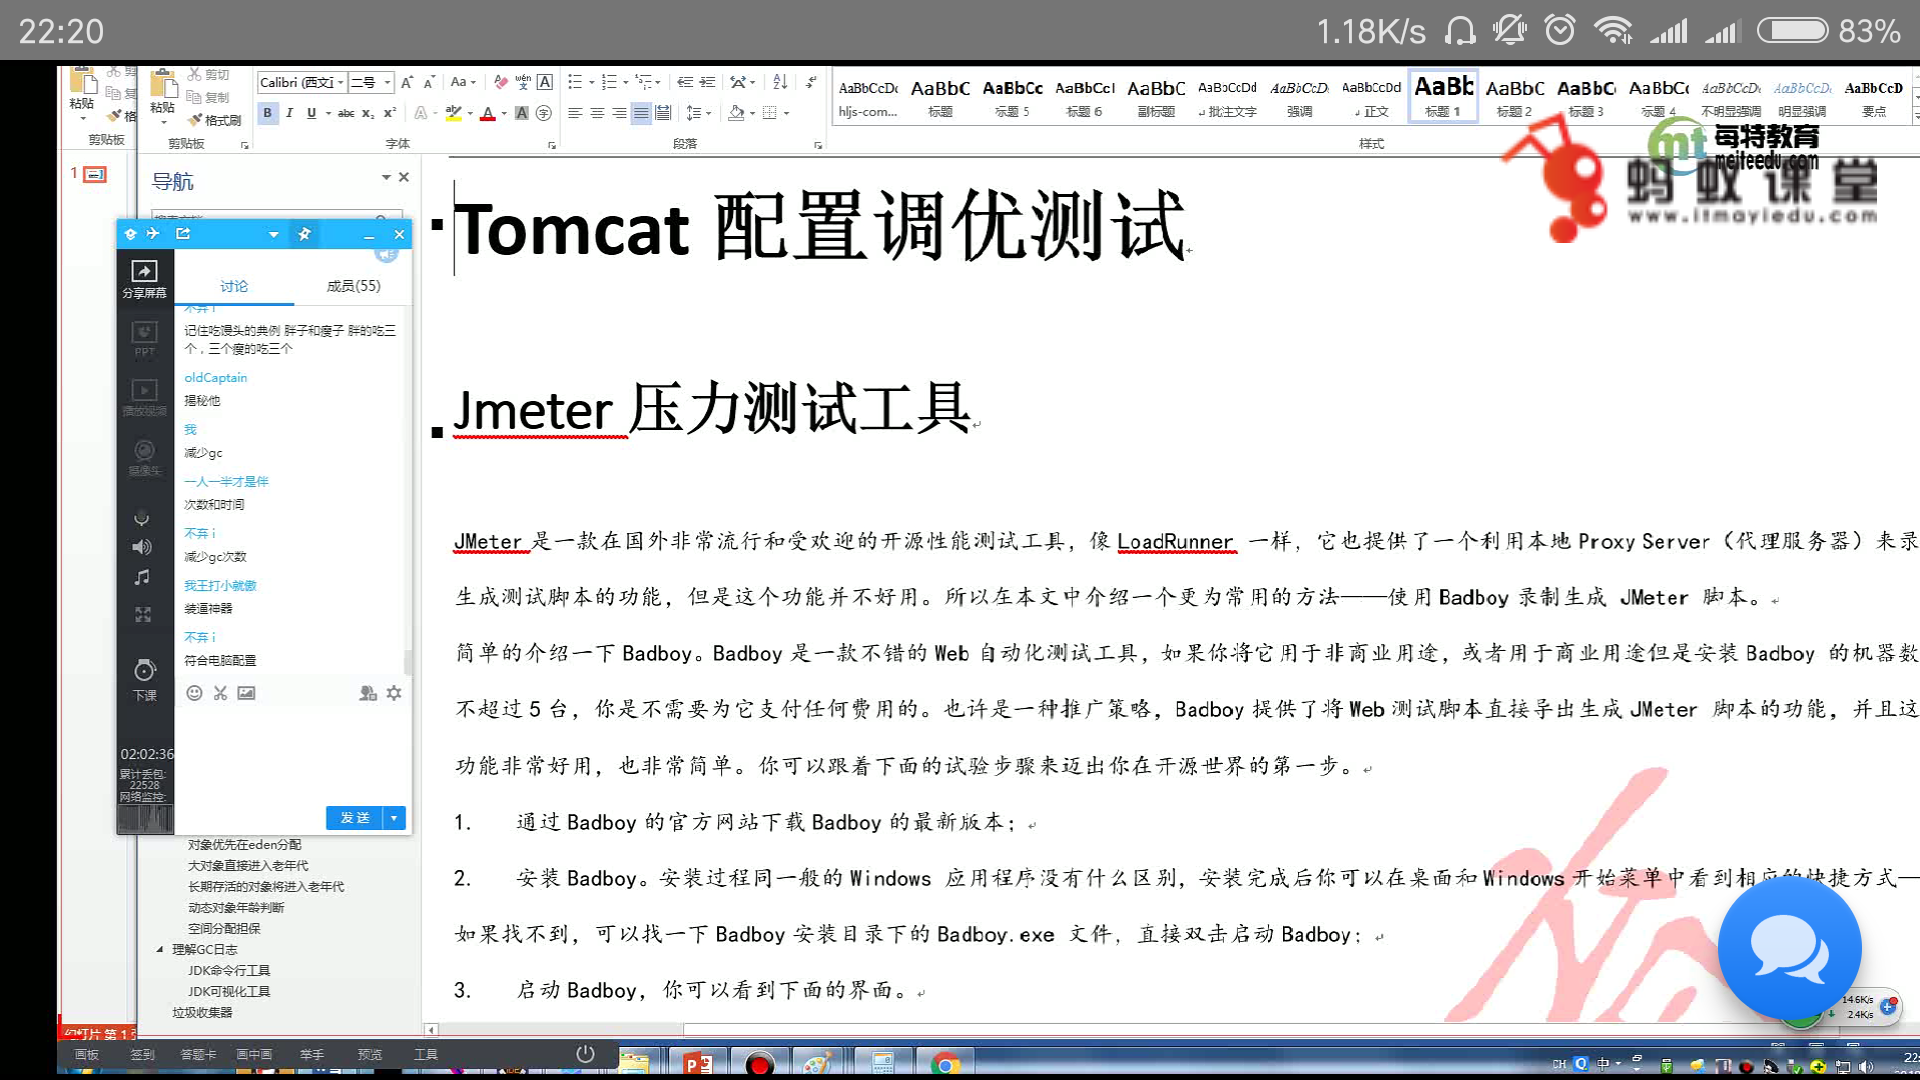 22:20
1.18K/s
83%
粘贴
粘贴
剪切
复制
格式刷
剪贴板
剪贴板
Calibri (西文正
二号
字体
段落
样式
AaBbCcDc AaBbC AaBbCc AaBbCcI AaBbC AaBbCcDd AaBbCcD AaBbCcDd AaBb AaBbC AaBbC AaBbC AaBbCcDc AaBbCcD AaBbCcD
hljs-com... 标题 标题 5 标题 6 副标题 批注文字 强调 正文 标题 1 标题 2 标题 3 标题 4 不明显强调 明显强调 要点
每特教育
meiteedu.com
蚂蚁课堂
www.itmayiedu.com
1
导航
分享屏幕
PPT
播放视频
摄像头
下课
02:02:36
累计丢包:
22528
网络监控:
讨论
成员(55)
不弃 i
记住吃馒头的典例 胖子和瘦子 胖的吃三
个，三个瘦的吃三个
oldCaptain
揭秘他
我
减少gc
一人一半才是伴
次数和时间
不弃 i
减少gc次数
我王打小就傲
装逼神器
不弃 i
符合电脑配置
发送
对象优先在eden分配
大对象直接进入老年代
长期存活的对象将进入老年代
动态对象年龄判断
空间分配担保
理解GC日志
JDK命令行工具
JDK可视化工具
垃圾收集器
Tomcat 配置调优测试
Jmeter 压力测试工具
JMeter 是一款在国外非常流行和受欢迎的开源性能测试工具，像 LoadRunner 一样，它也提供了一个利用本地 Proxy Server（代理服务器）来录
生成测试脚本的功能，但是这个功能并不好用。所以在本文中介绍一个更为常用的方法——使用 Badboy 录制生成 JMeter 脚本。
简单的介绍一下 Badboy。Badboy 是一款不错的 Web 自动化测试工具，如果你将它用于非商业用途，或者用于商业用途但是安装 Badboy 的机器数
不超过 5 台，你是不需要为它支付任何费用的。也许是一种推广策略，Badboy 提供了将 Web 测试脚本直接导出生成 JMeter 脚本的功能，并且这
功能非常好用，也非常简单。你可以跟着下面的试验步骤来迈出你在开源世界的第一步。
1. 通过 Badboy 的官方网站下载 Badboy 的最新版本；
2. 安装 Badboy。安装过程同一般的 Windows 应用程序没有什么区别，安装完成后你可以在桌面和 Windows 开始菜单中看到相应的快捷方式—
如果找不到，可以找一下 Badboy 安装目录下的 Badboy.exe 文件，直接双击启动 Badboy；
3. 启动 Badboy，你可以看到下面的界面。
14.6K/s
2.4K/s
画板 签到 答题卡 画中画 举手 预览 工具
CH 中